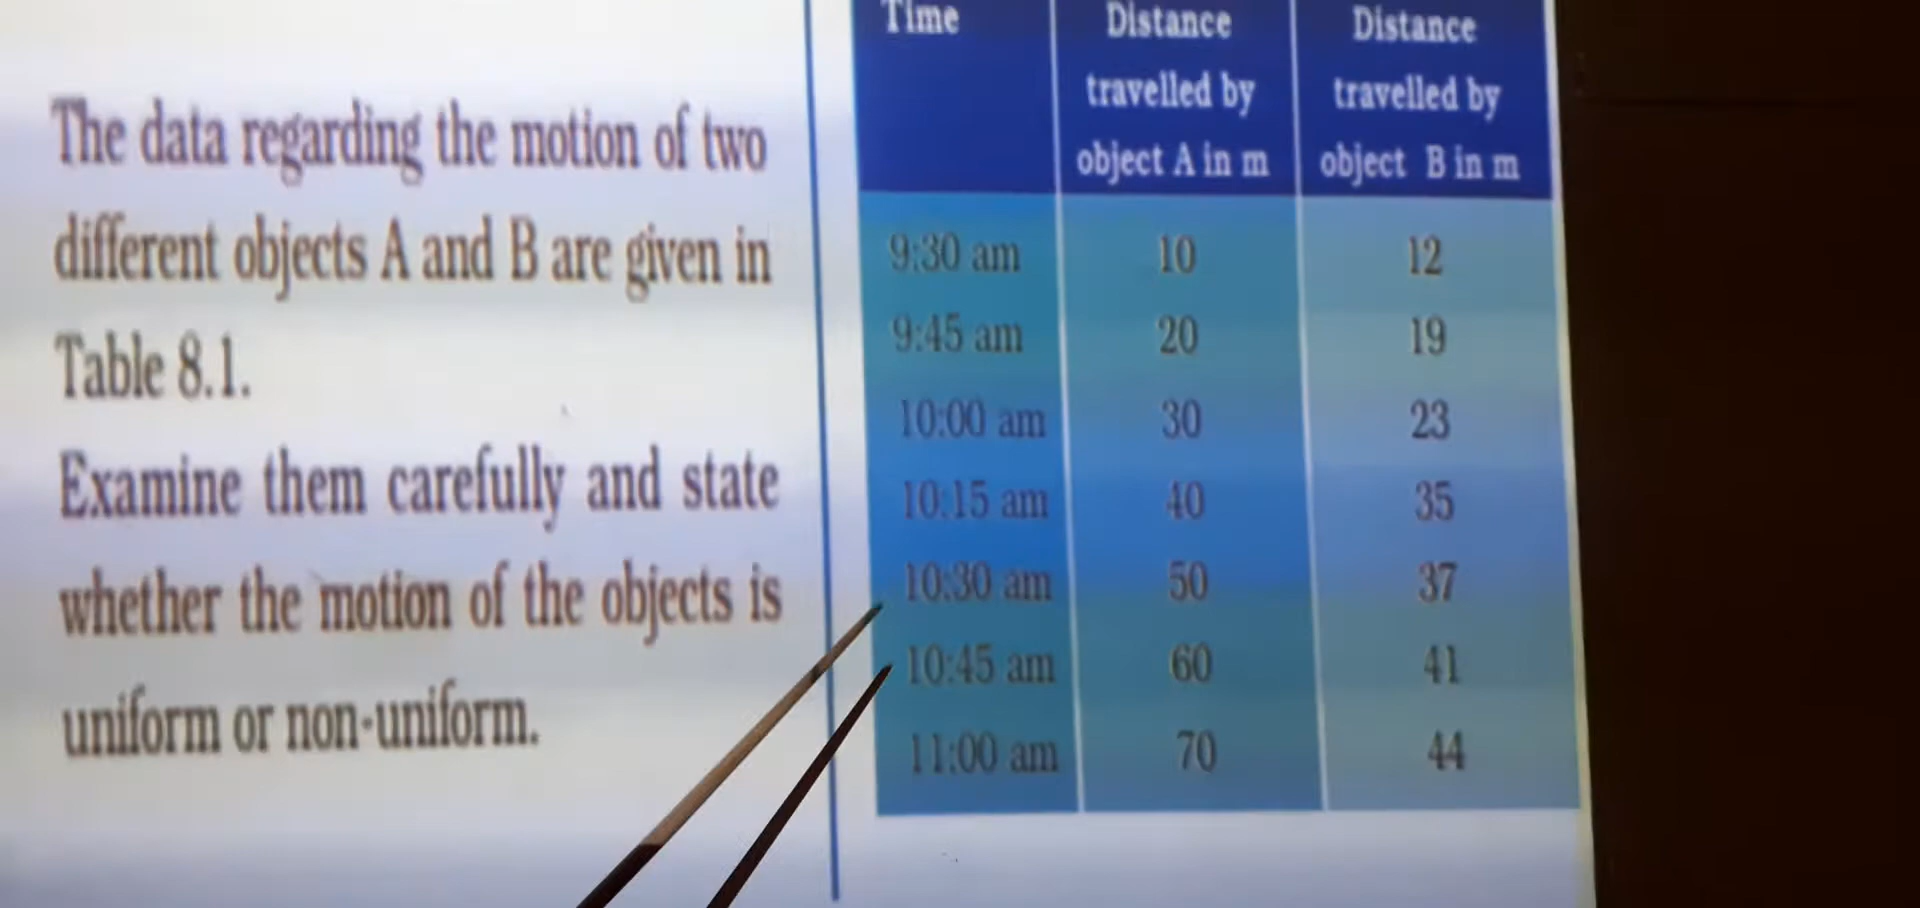 The data regarding the motion of two
different objects A and B are given in
Table 8.1.
Examine them carefully and state
whether the motion of the objects is
uniform or non-uniform.
Time Distance Distance
travelled by travelled by
object A in m object B in m
9:30 am 10 12
9:45 am 20 19
10:00 am 30 23
10:15 am 40 35
10:30 am 50 37
10:45 am 60 41
11:00 am 70 44